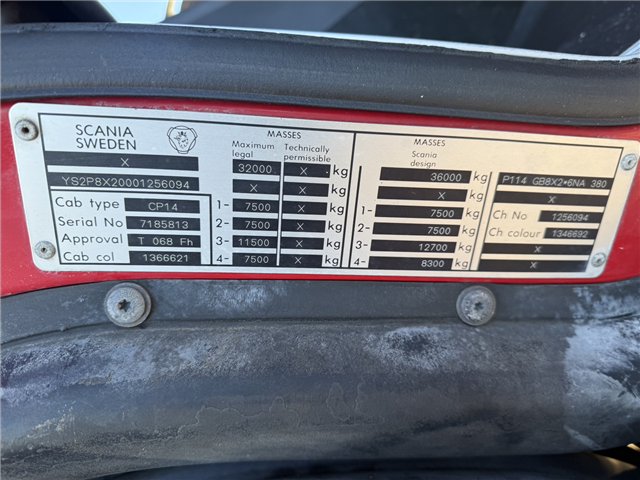 SCANIA
SWEDEN
X
YS2P8X20001256094
Cab type CP14
Serial No 7185813
Approval T 068 Fh
Cab col 1366621
MASSES
Maximum legal Technically permissible
32000 X kg
X X kg
1- 7500 X kg
2- 7500 X kg
3- 11500 X kg
4- 7500 X kg
MASSES
Scania design
36000 kg
X kg
1- 7500 kg
2- 7500 kg
3- 12700 kg
4- 8300 kg
P114 GB8X2*6NA 380
X
Ch No 1256094
Ch colour 1346692
X
X